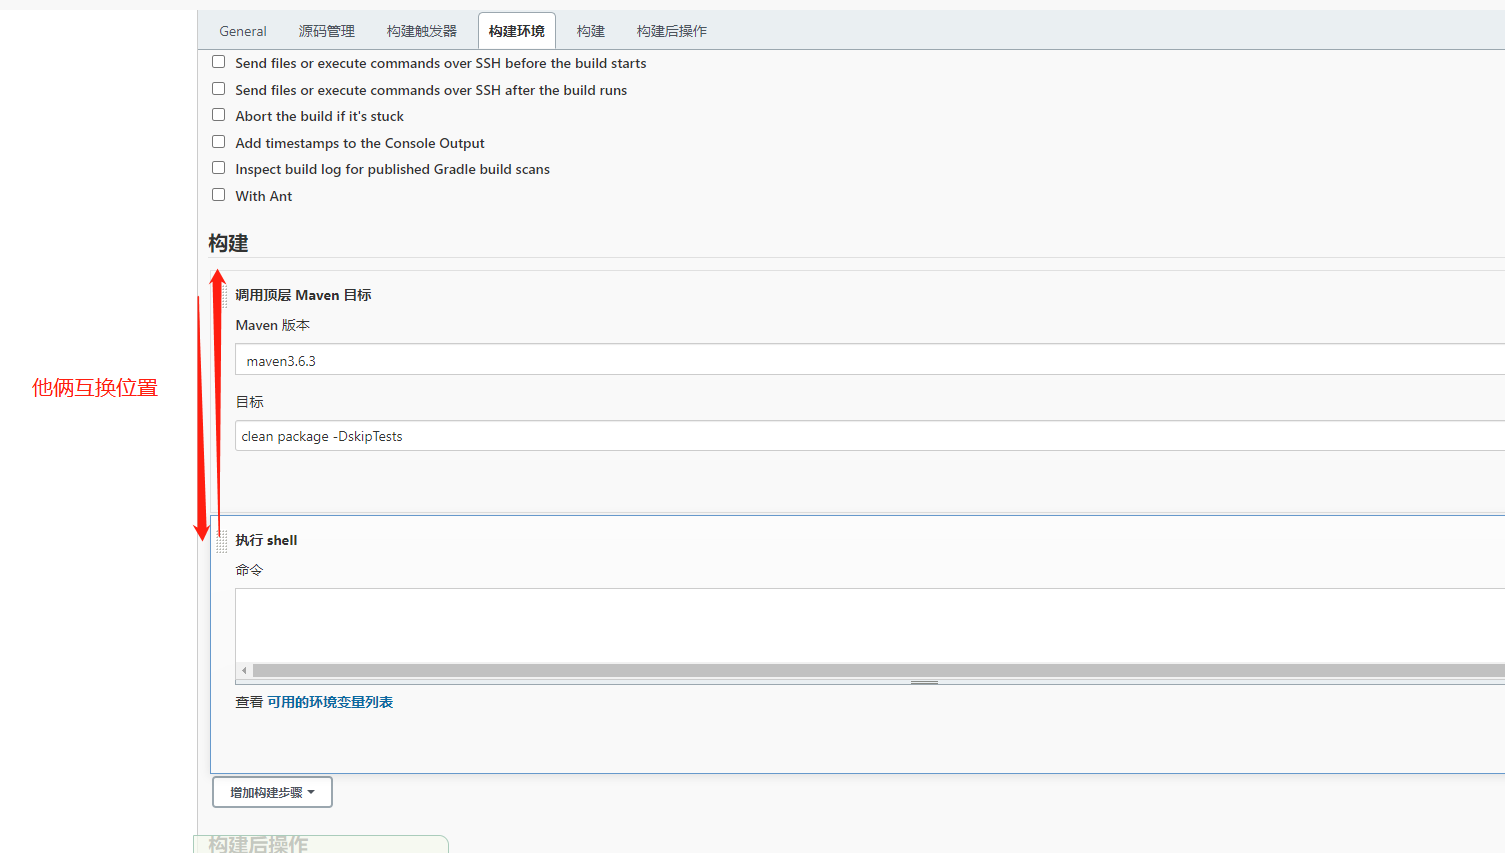 General 源码管理 构建触发器 构建环境 构建 构建后操作
Send files or execute commands over SSH before the build starts
Send files or execute commands over SSH after the build runs
Abort the build if it's stuck
Add timestamps to the Console Output
Inspect build log for published Gradle build scans
With Ant
构建
调用顶层 Maven 目标
Maven 版本
maven3.6.3
他俩互换位置
目标
clean package -DskipTests
执行 shell
命令
查看 可用的环境变量列表
增加构建步骤
构建后操作